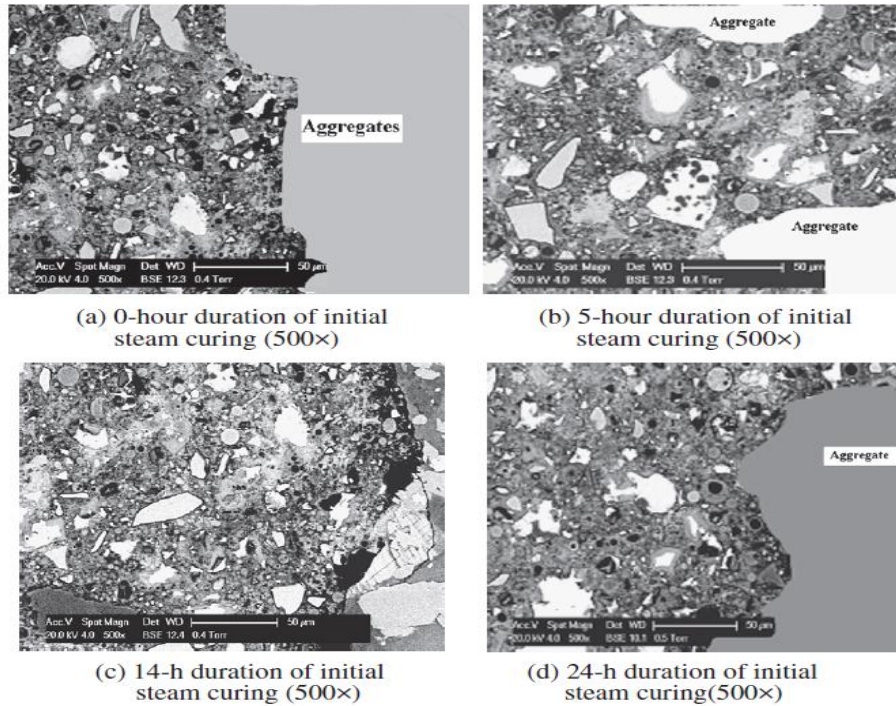 Aggregates
Acc.V Spot Magn Det WD 50 µm
20.0 kV 4.0 500x BSE 12.3 0.4 Torr
(a) 0-hour duration of initial
steam curing (500×)
Aggregate
Aggregate
Acc.V Spot Magn Det WD 50 µm
20.0 kV 4.0 500x BSE 12.3 0.4 Torr
(b) 5-hour duration of initial
steam curing (500×)
Acc.V Spot Magn Det WD 50 µm
20.0 kV 4.0 500x BSE 12.4 0.4 Torr
(c) 14-h duration of initial
steam curing (500×)
Aggregate
Acc.V Spot Magn Det WD 50 µm
20.0 kV 4.0 500x BSE 10.1 0.5 Torr
(d) 24-h duration of initial
steam curing(500×)